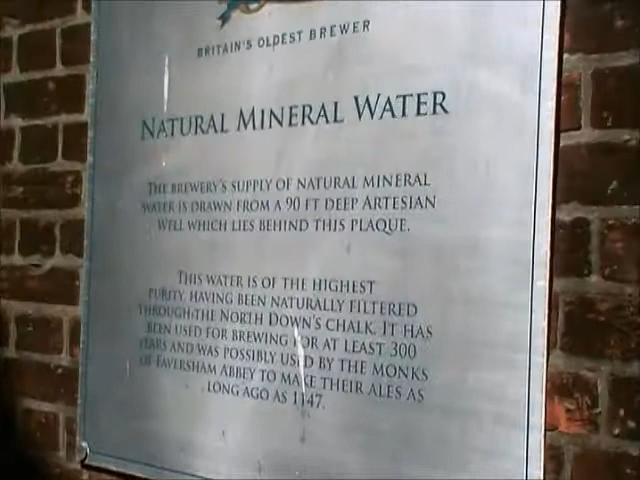 BRITAIN'S OLDEST BREWER
NATURAL MINERAL WATER
THE BREWERY'S SUPPLY OF NATURAL MINERAL
WATER IS DRAWN FROM A 90 FT DEEP ARTESIAN
WELL WHICH LIES BEHIND THIS PLAQUE.
THIS WATER IS OF THE HIGHEST
PURITY, HAVING BEEN NATURALLY FILTERED
THROUGH THE NORTH DOWN'S CHALK. IT HAS
BEEN USED FOR BREWING FOR AT LEAST 300
YEARS AND WAS POSSIBLY USED BY THE MONKS
OF FAVERSHAM ABBEY TO MAKE THEIR ALES AS
LONG AGO AS 1147.